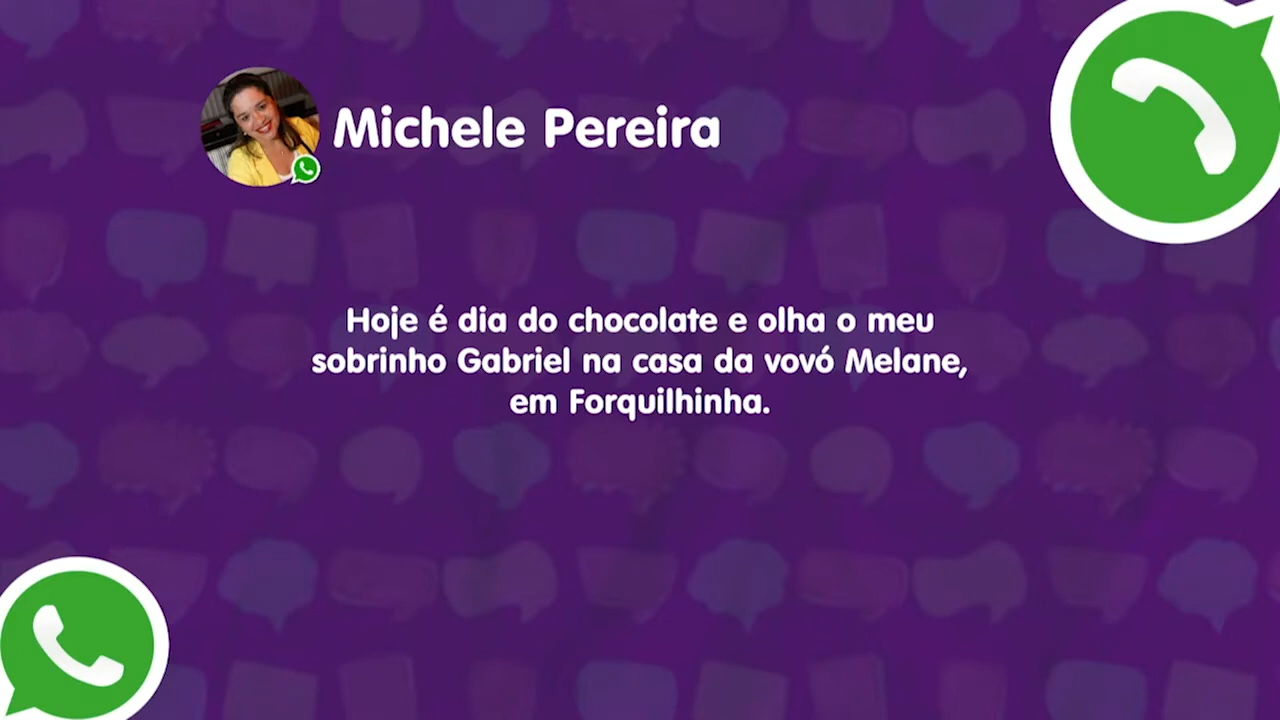 Michele Pereira
Hoje é dia do chocolate e olha o meu
sobrinho Gabriel na casa da vovó Melane,
em Forquilhinha.